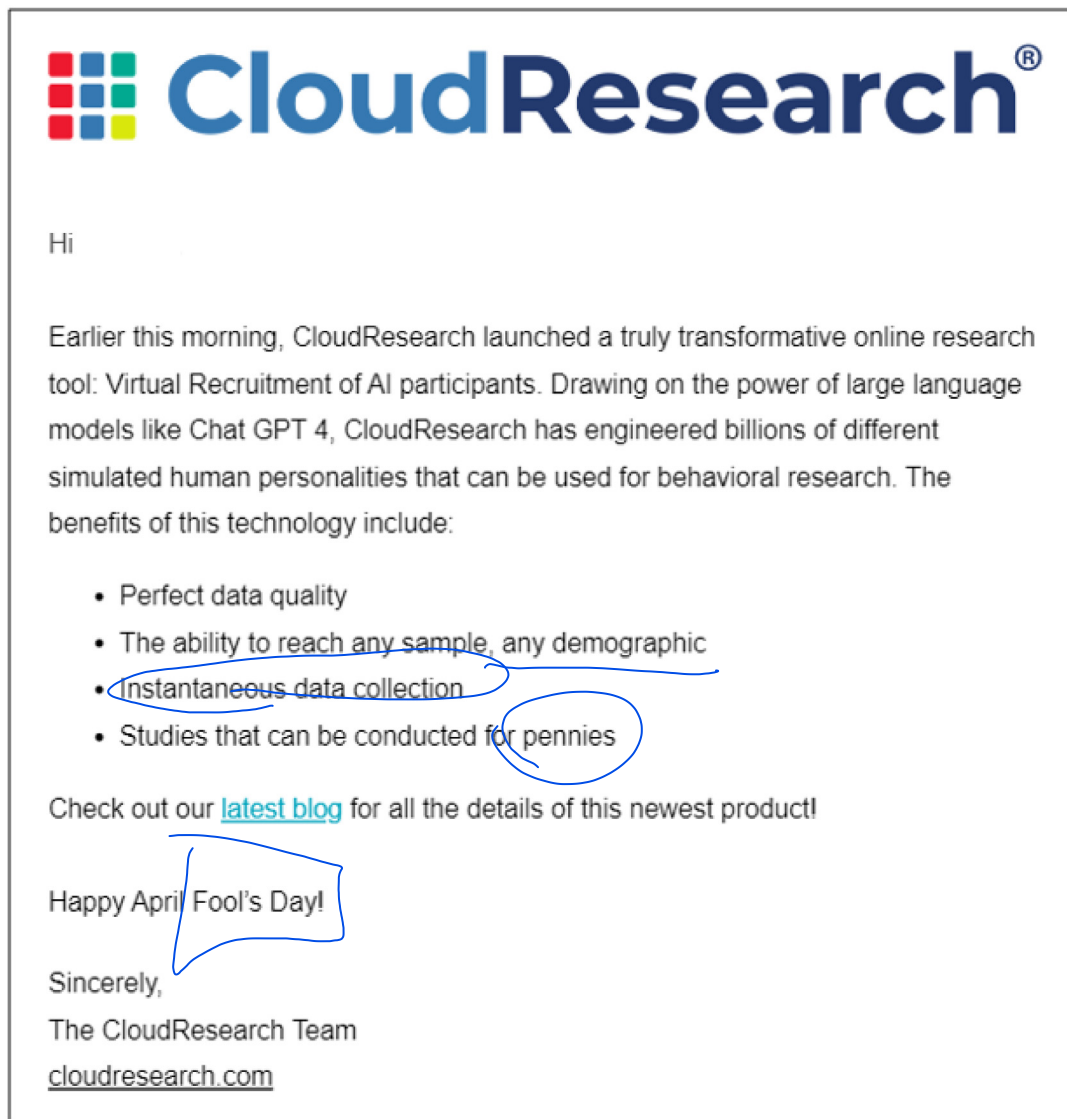 CloudResearch®
Hi
Earlier this morning, CloudResearch launched a truly transformative online research
tool: Virtual Recruitment of AI participants. Drawing on the power of large language
models like Chat GPT 4, CloudResearch has engineered billions of different
simulated human personalities that can be used for behavioral research. The
benefits of this technology include:
• Perfect data quality
• The ability to reach any sample, any demographic
• Instantaneous data collection
• Studies that can be conducted for pennies
Check out our latest blog for all the details of this newest product!
Happy April Fool's Day!
Sincerely,
The CloudResearch Team
cloudresearch.com